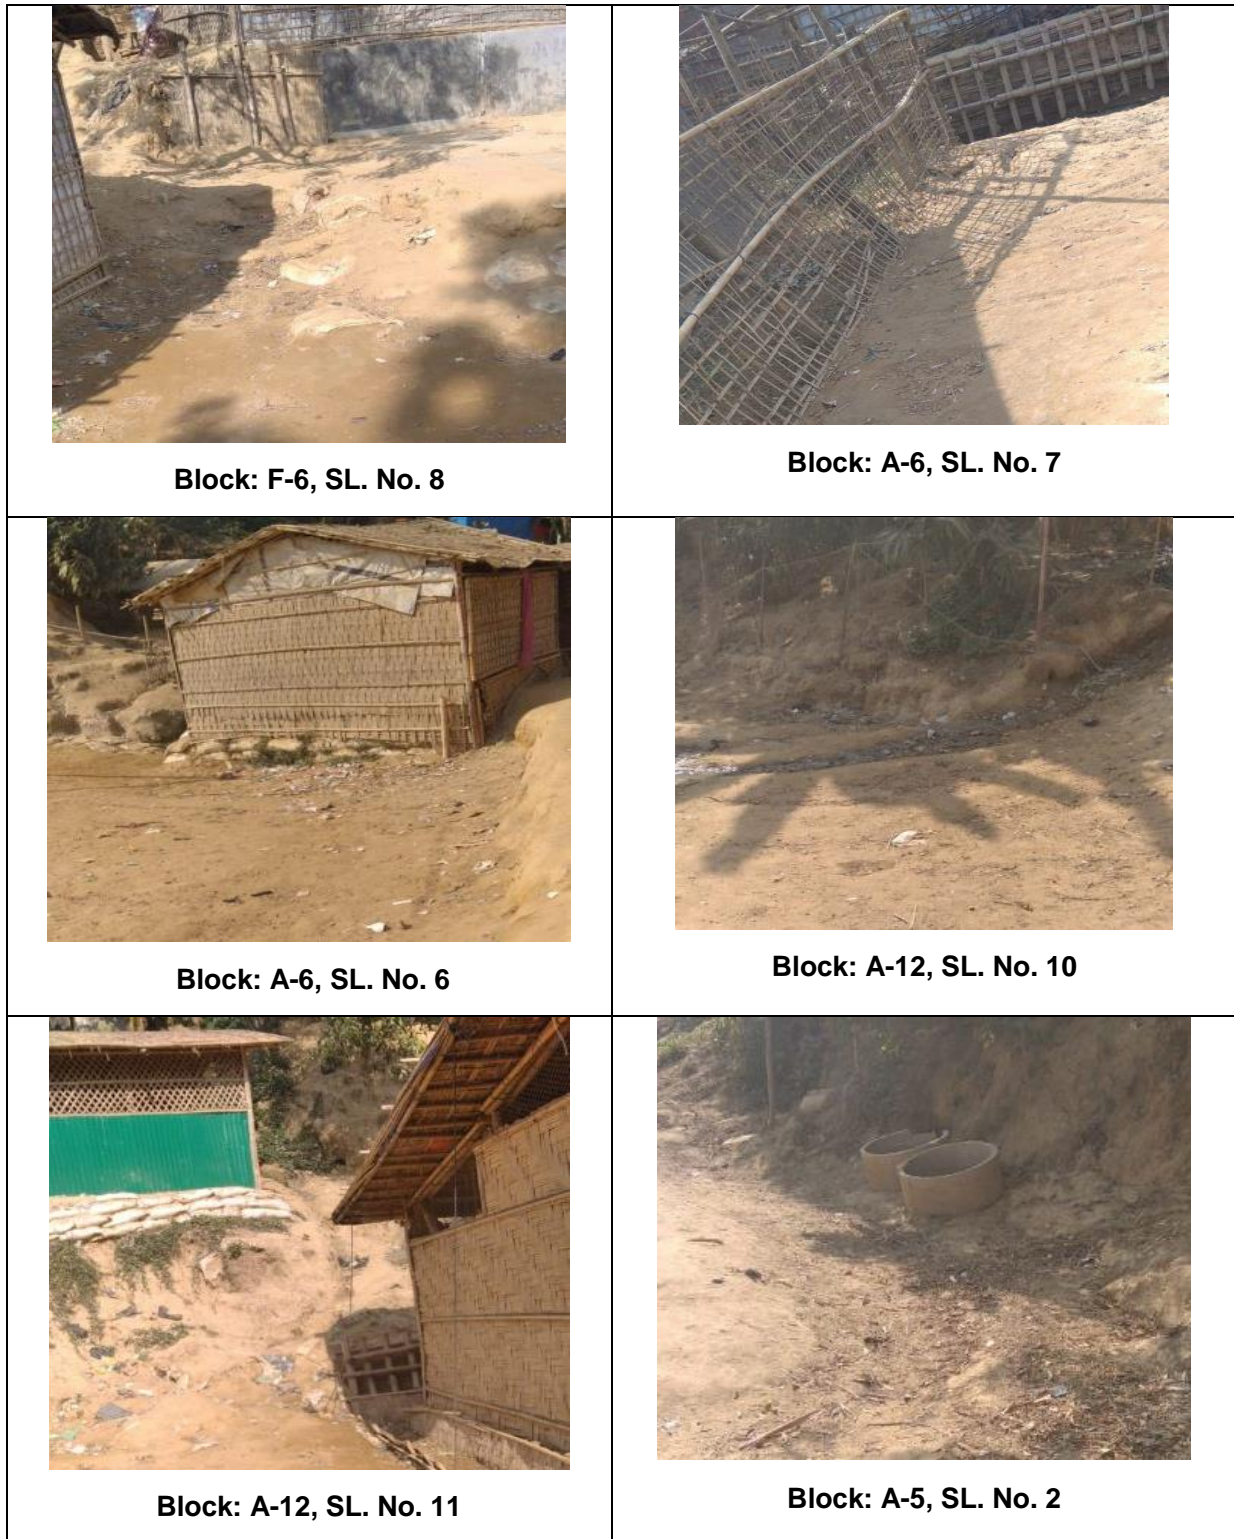 Block: F-6, SL. No. 8
Block: A-6, SL. No. 7
Block: A-6, SL. No. 6
Block: A-12, SL. No. 10
Block: A-12, SL. No. 11
Block: A-5, SL. No. 2